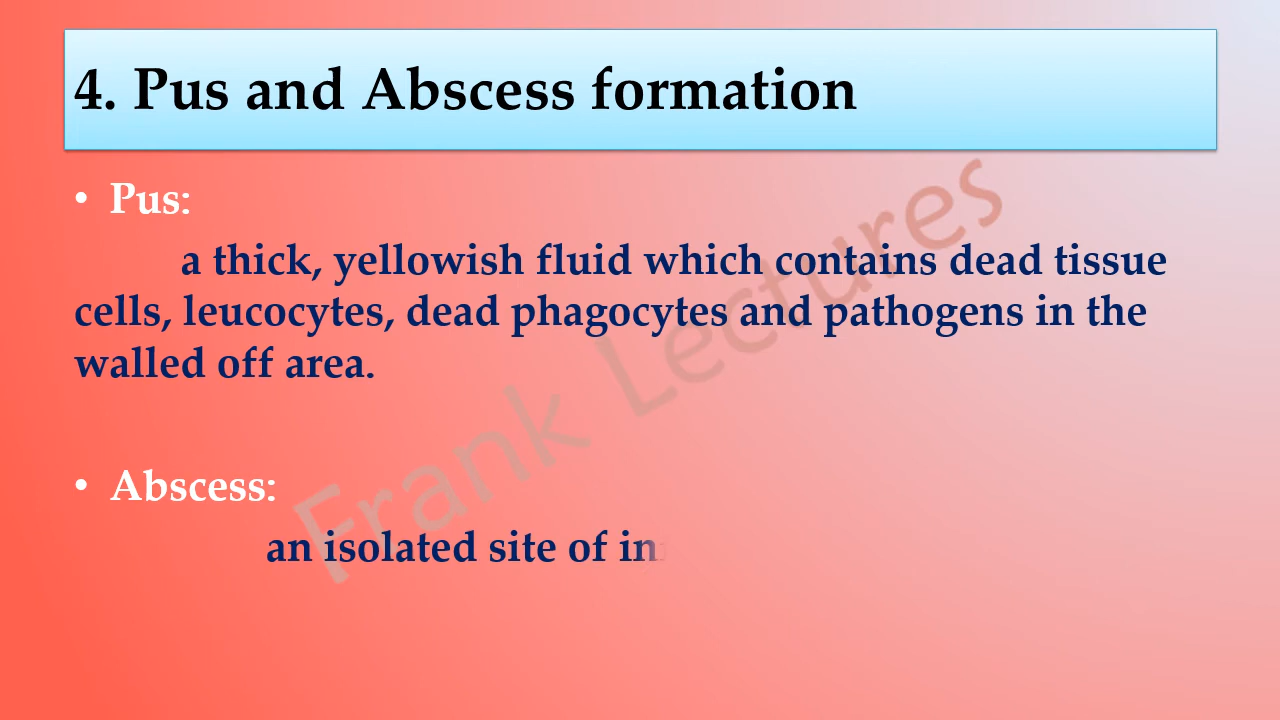 4. Pus and Abscess formation
• Pus:
a thick, yellowish fluid which contains dead tissue
cells, leucocytes, dead phagocytes and pathogens in the
walled off area.
• Abscess:
an isolated site of
Frank Lectures